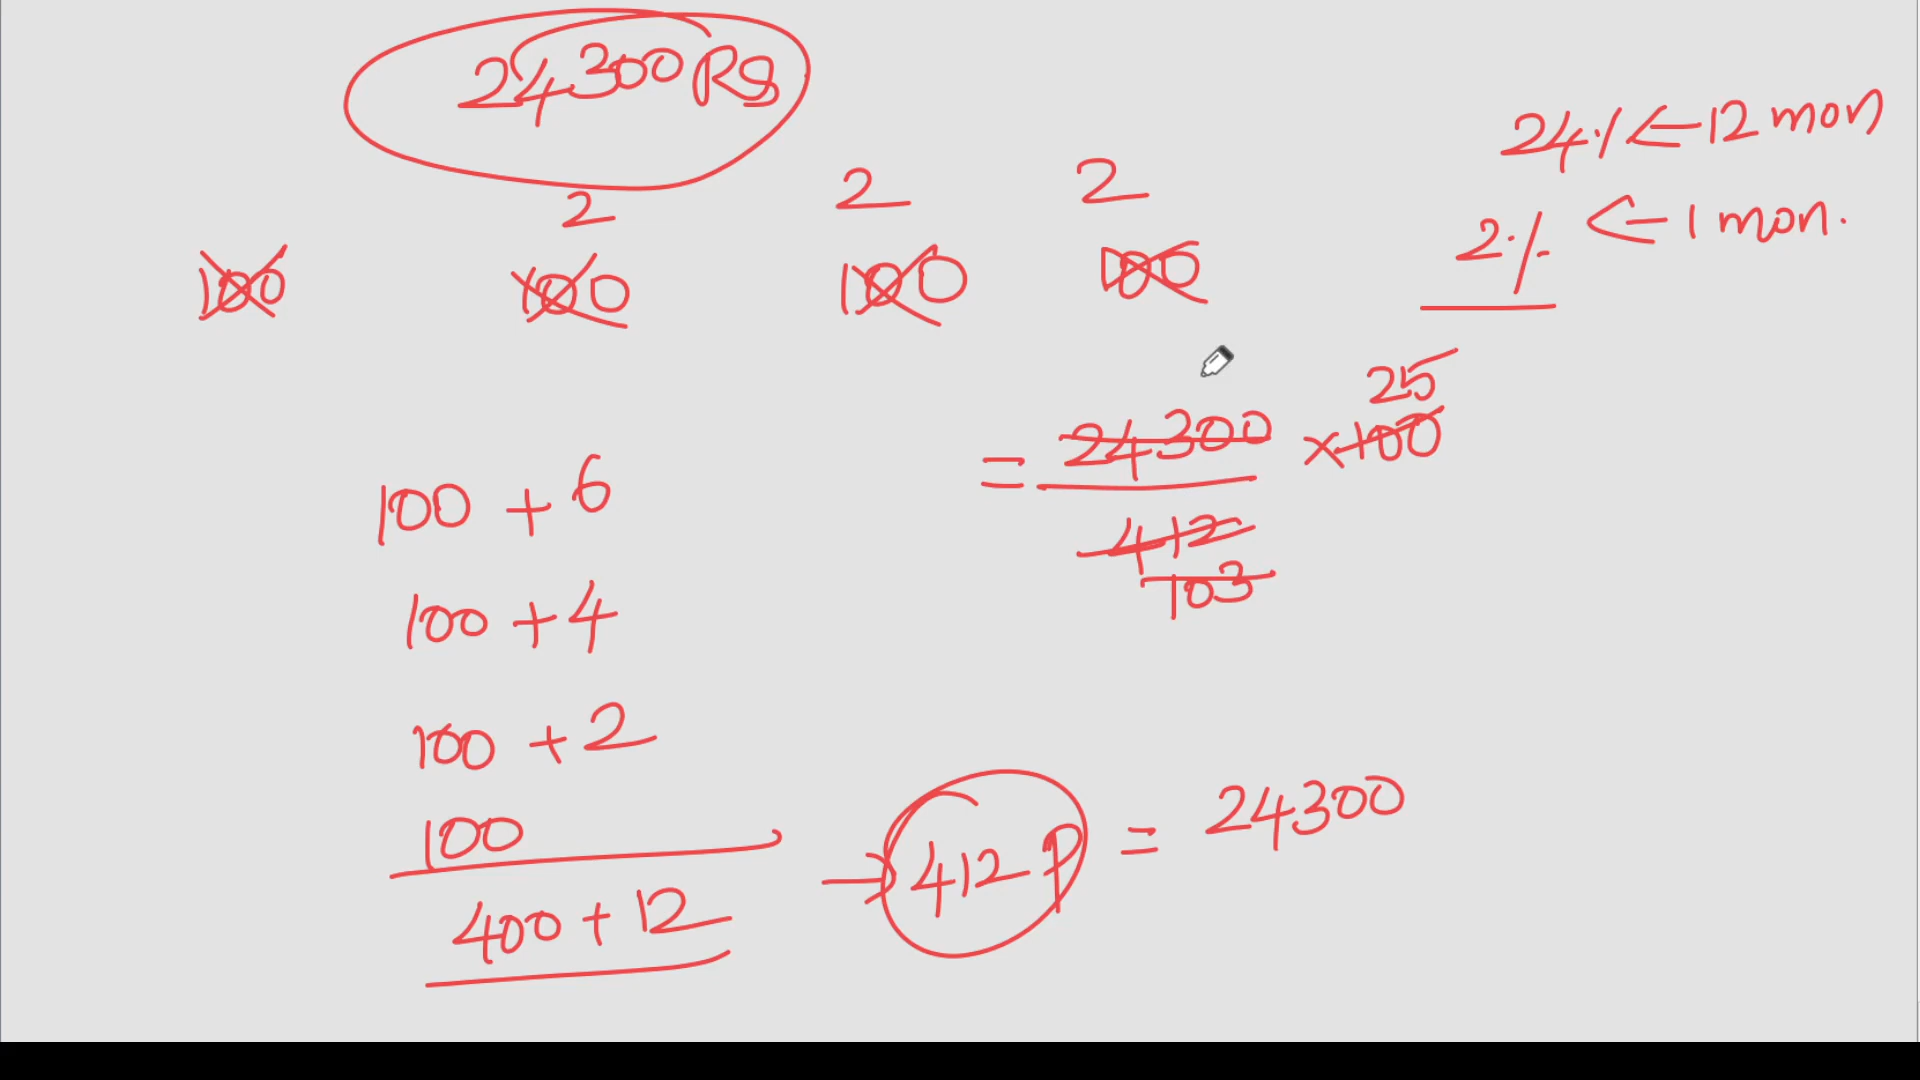 24300 Rs
24% ← 12 mon
2% ← 1 mon.
2 2 2
100 100 100 100
25
= 24300 × 100
412
103
100 + 6
100 + 4
100 + 2
100
400 + 12 → 412 P = 24300